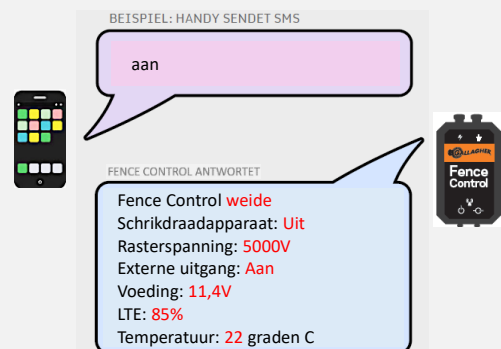 BEISPIEL: HANDY SENDET SMS
aan
GALLAGHER
Fence
Control
FENCE CONTROL ANTWORTET
Fence Control weide
Schrikdraadapparaat: Uit
Rasterspanning: 5000V
Externe uitgang: Aan
Voeding: 11,4V
LTE: 85%
Temperatuur: 22 graden C